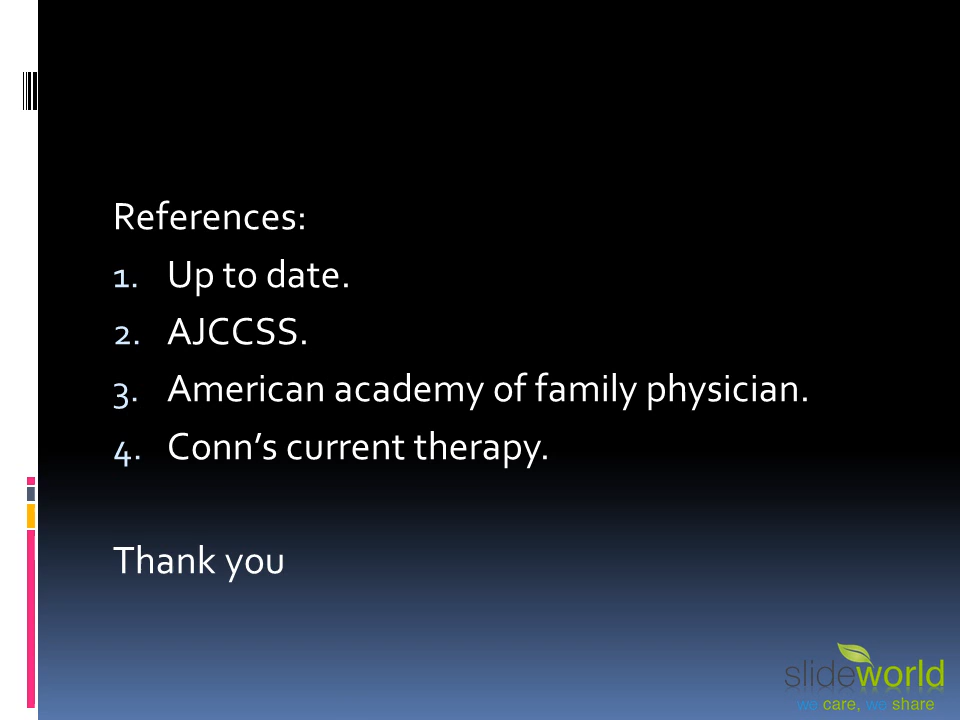 References:
1. Up to date.
2. AJCCSS.
3. American academy of family physician.
4. Conn’s current therapy.
Thank you
slideworld
we care, we share